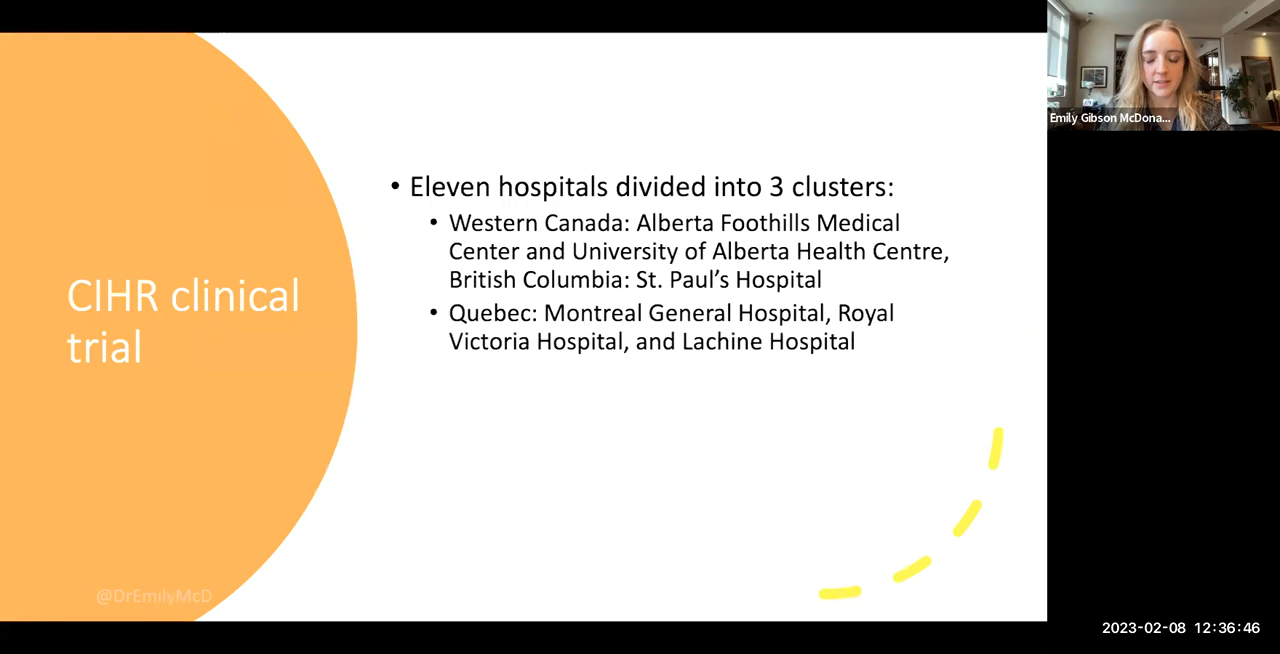 Emily Gibson McDona...
• Eleven hospitals divided into 3 clusters:
• Western Canada: Alberta Foothills Medical
Center and University of Alberta Health Centre,
British Columbia: St. Paul’s Hospital
• Quebec: Montreal General Hospital, Royal
Victoria Hospital, and Lachine Hospital
CIHR clinical
trial
@DrEmilyMcD
2023-02-08 12:36:46